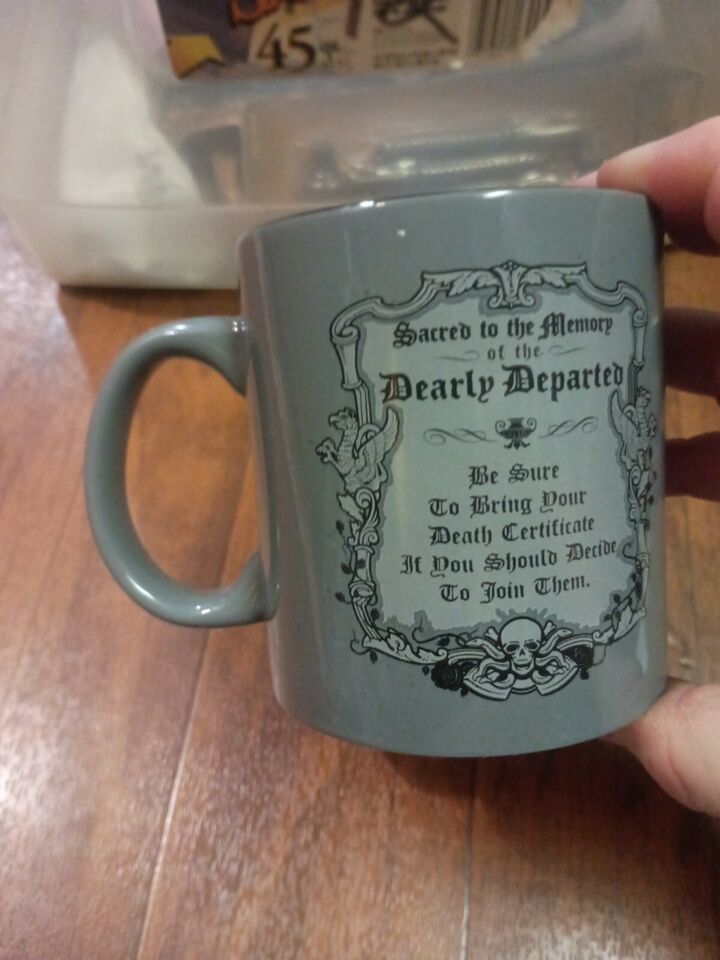 45
Sacred to the Memory
of the
Dearly Departed
Be Sure
To Bring Your
Death Certificate
If You Should Decide
To Join Them.